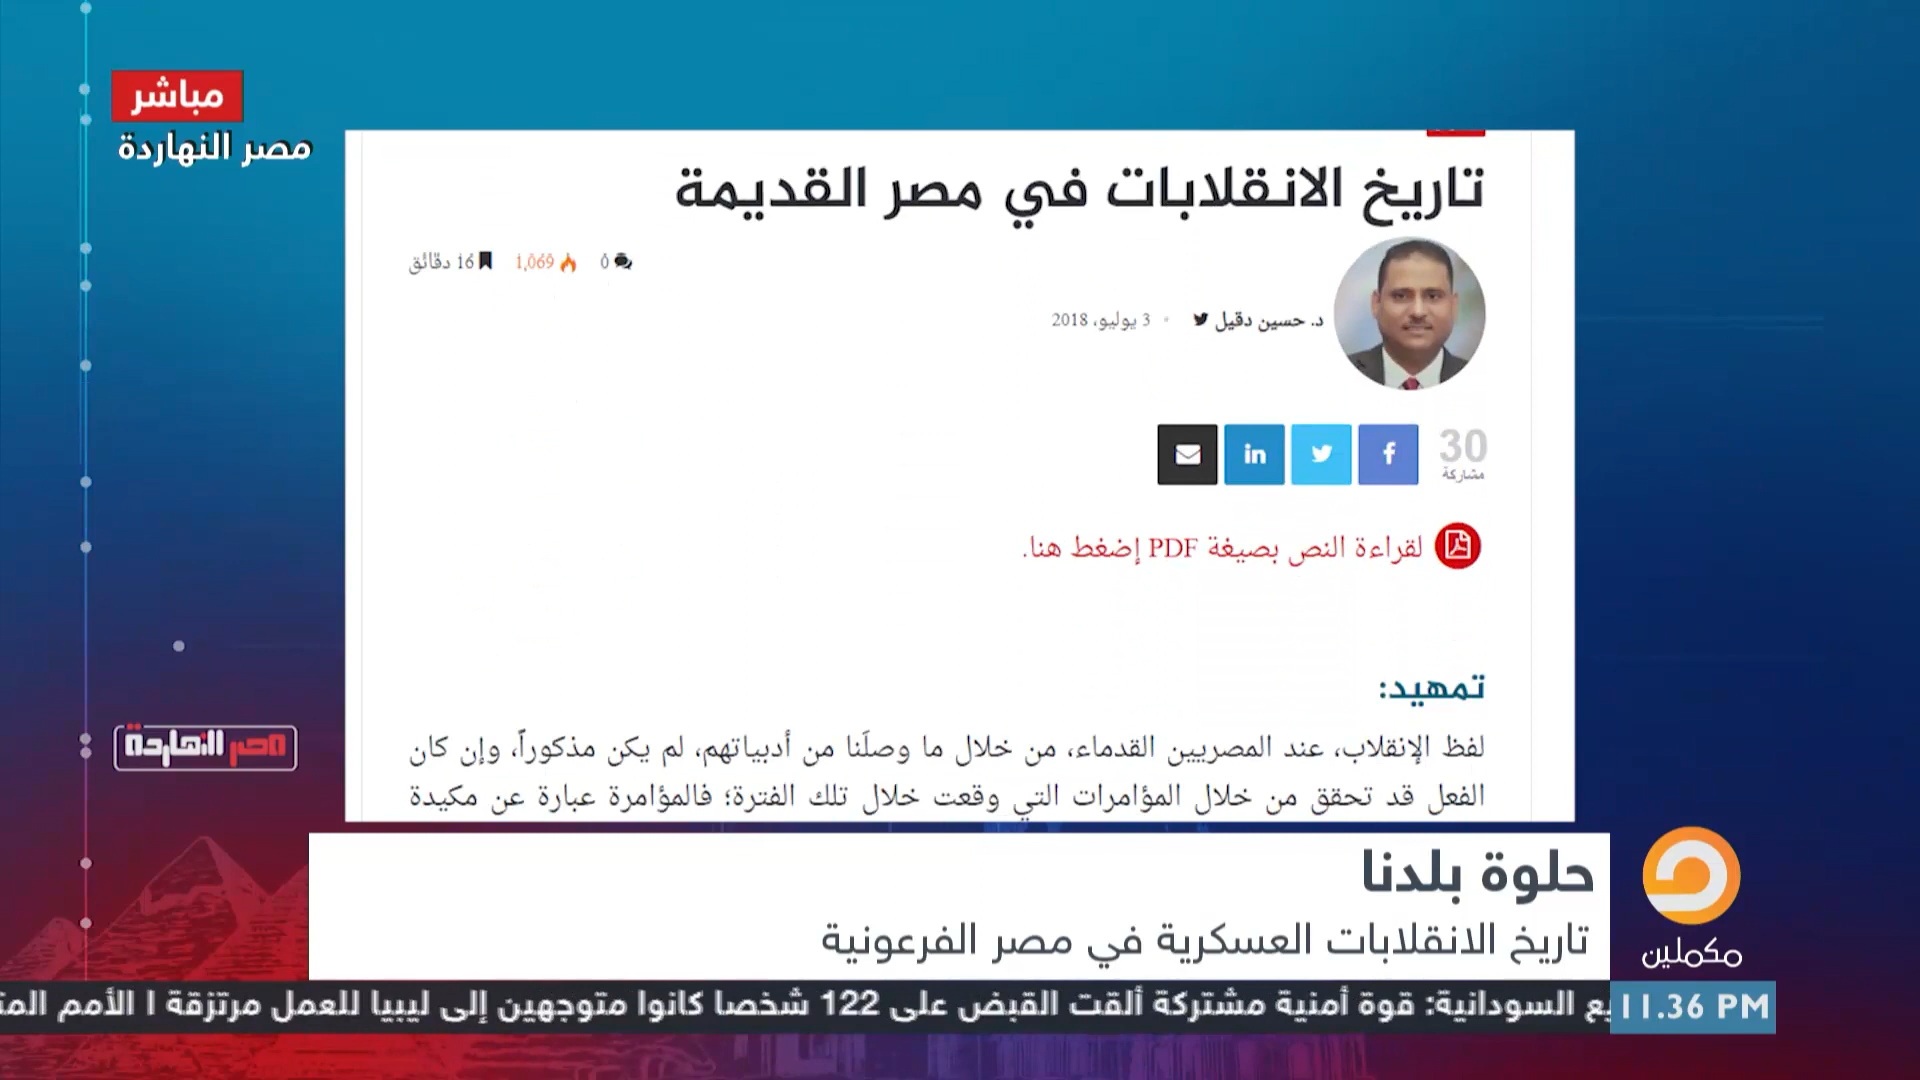 مباشر
مصر النهاردة
تاريخ الانقلابات في مصر القديمة
0 1,069 16 دقائق
د. حسين دقيل • 3 يوليو، 2018
30
مشاركة
لقراءة النص بصيغة PDF إضغط هنا.
تمهيد:
لفظ الإنقلاب، عند المصريين القدماء، من خلال ما وصلَنا من أدبياتهم، لم يكن مذكوراً، وإن كان
الفعل قد تحقق من خلال المؤامرات التي وقعت خلال تلك الفترة؛ فالمؤامرة عبارة عن مكيدة
مصر النهاردة
حلوة بلدنا
تاريخ الانقلابات العسكرية في مصر الفرعونية
مكملين
السودانية: قوة أمنية مشتركة ألقت القبض على 122 شخصا كانوا متوجهين إلى ليبيا للعمل مرتزقة ا الأمم
11.36 PM